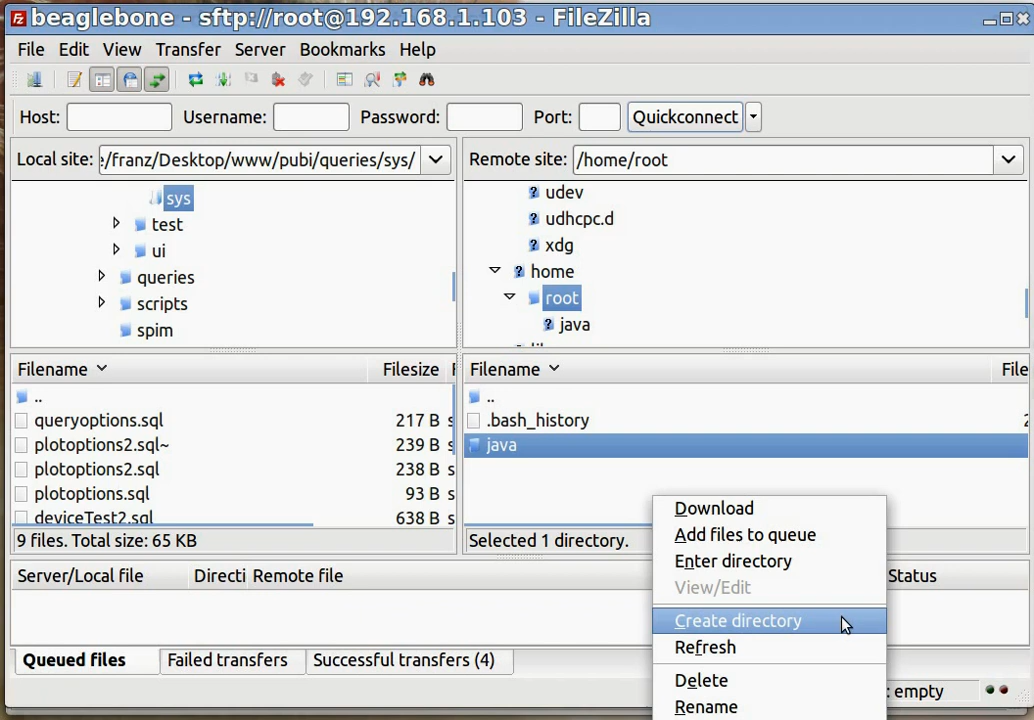 beaglebone - sftp://root@192.168.1.103 - FileZilla
File Edit View Transfer Server Bookmarks Help
Host: Username: Password: Port: Quickconnect
Local site: e/franz/Desktop/www/pubi/queries/sys/
sys
test
ui
queries
scripts
spim
Remote site: /home/root
udev
udhcpc.d
xdg
home
root
java
Filename Filesize
..
queryoptions.sql 217 B s
plotoptions2.sql~ 239 B s
plotoptions2.sql 238 B s
plotoptions.sql 93 B s
deviceTest2.sql 638 B s
9 files. Total size: 65 KB
Filename File
..
.bash_history 2
java
Selected 1 directory.
Download
Add files to queue
Enter directory
View/Edit
Create directory
Refresh
Delete
Rename
Server/Local file Directi Remote file Status
Queued files Failed transfers Successful transfers (4)
: empty